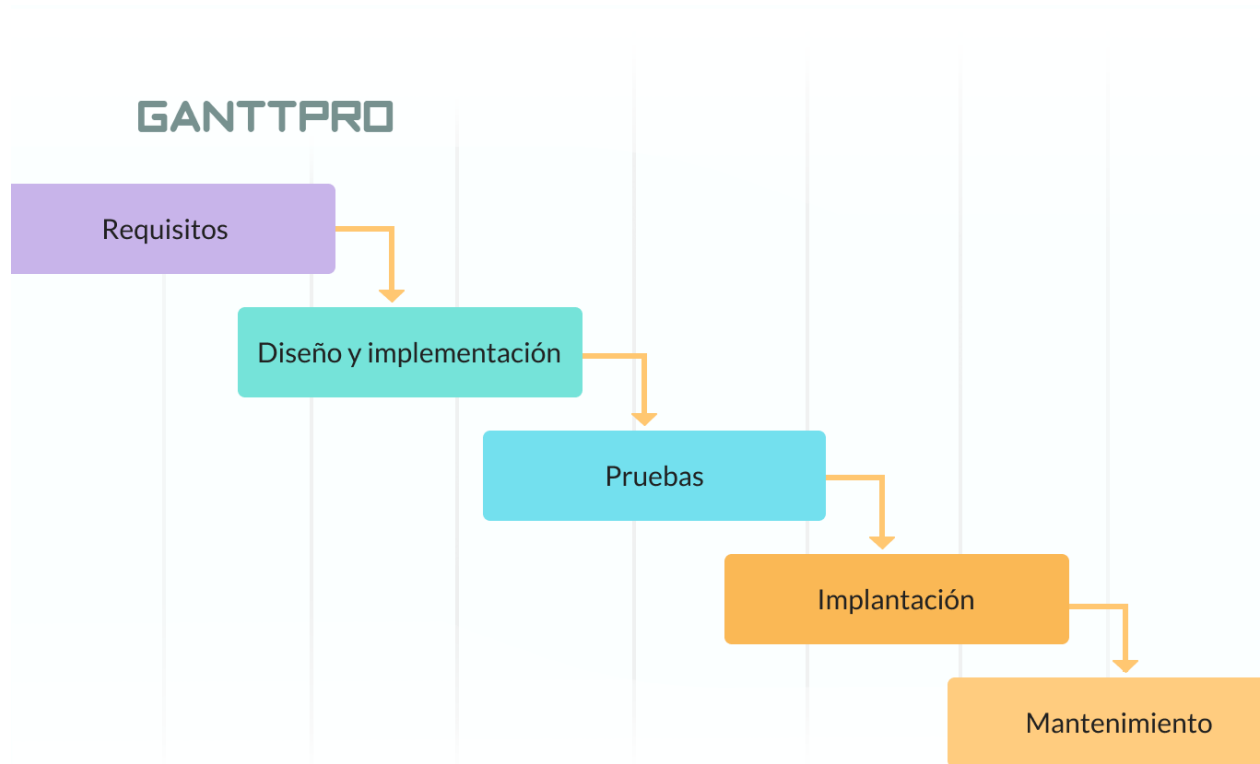 GANTTPRO
Requisitos
Diseño y implementación
Pruebas
Implantación
Mantenimiento